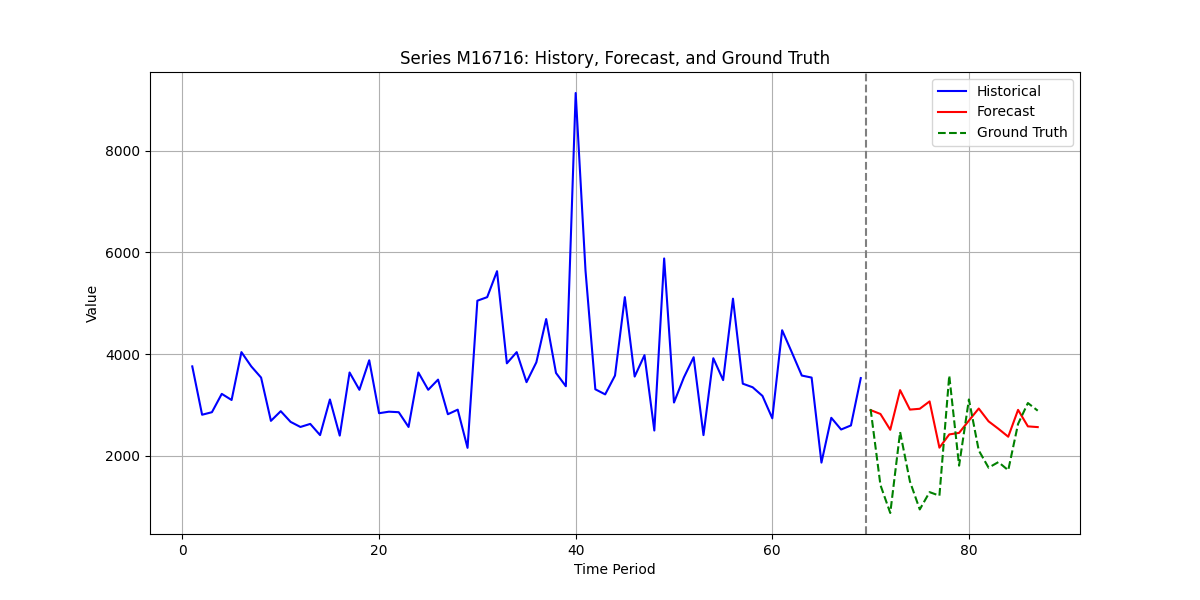 Series M16716: History, Forecast, and Ground Truth
Historical
Forecast
Ground Truth
8000
6000
4000
2000
Value
0 20 40 60 80
Time Period